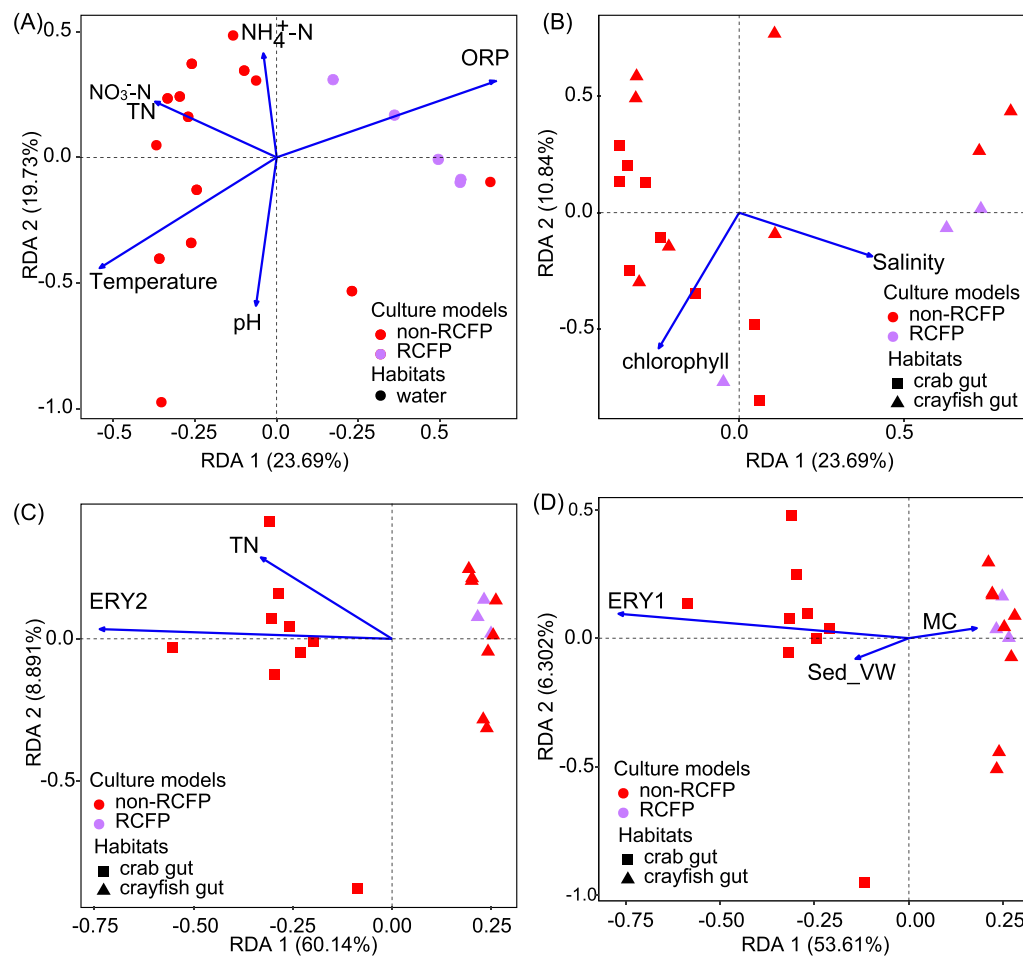 (A)
0.5
0.0
-0.5
-1.0
RDA 2 (19.73%)
NH4+-N
ORP
NO3--N
TN
Temperature
pH
Culture models
non-RCFP
RCFP
Habitats
water
-0.5
-0.25
0.0
-0.25
0.5
RDA 1 (23.69%)
(B)
0.5
0.0
-0.5
RDA 2 (10.84%)
Salinity
chlorophyll
Culture models
non-RCFP
RCFP
Habitats
crab gut
crayfish gut
0.0
0.5
RDA 1 (23.69%)
(C)
0.0
-0.5
RDA 2 (8.891%)
TN
ERY2
Culture models
non-RCFP
RCFP
Habitats
crab gut
crayfish gut
-0.75
-0.50
-0.25
0.00
0.25
RDA 1 (60.14%)
(D)
0.5
0.0
-0.5
-1.0
RDA 2 (6.302%)
ERY1
MC
Sed_VW
Culture models
non-RCFP
RCFP
Habitats
crab gut
crayfish gut
-0.75
-0.50
-0.25
0.00
0.25
RDA 1 (53.61%)